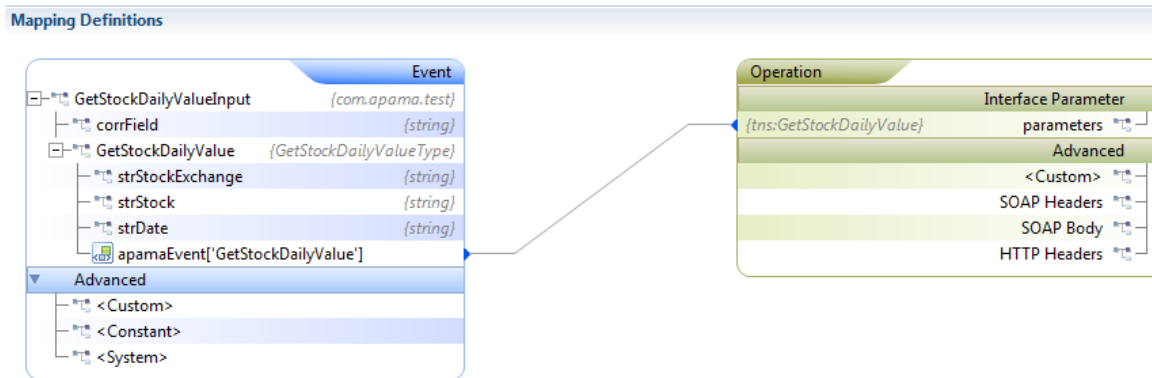 Mapping Definitions
Event
GetStockDailyValueInput {com.apama.test}
corrField {string}
GetStockDailyValue {GetStockDailyValueType}
strStockExchange {string}
strStock {string}
strDate {string}
apamaEvent['GetStockDailyValue']
Advanced
<Custom>
<Constant>
<System>
Operation
Interface Parameter
{tns:GetStockDailyValue} parameters
Advanced
<Custom>
SOAP Headers
SOAP Body
HTTP Headers